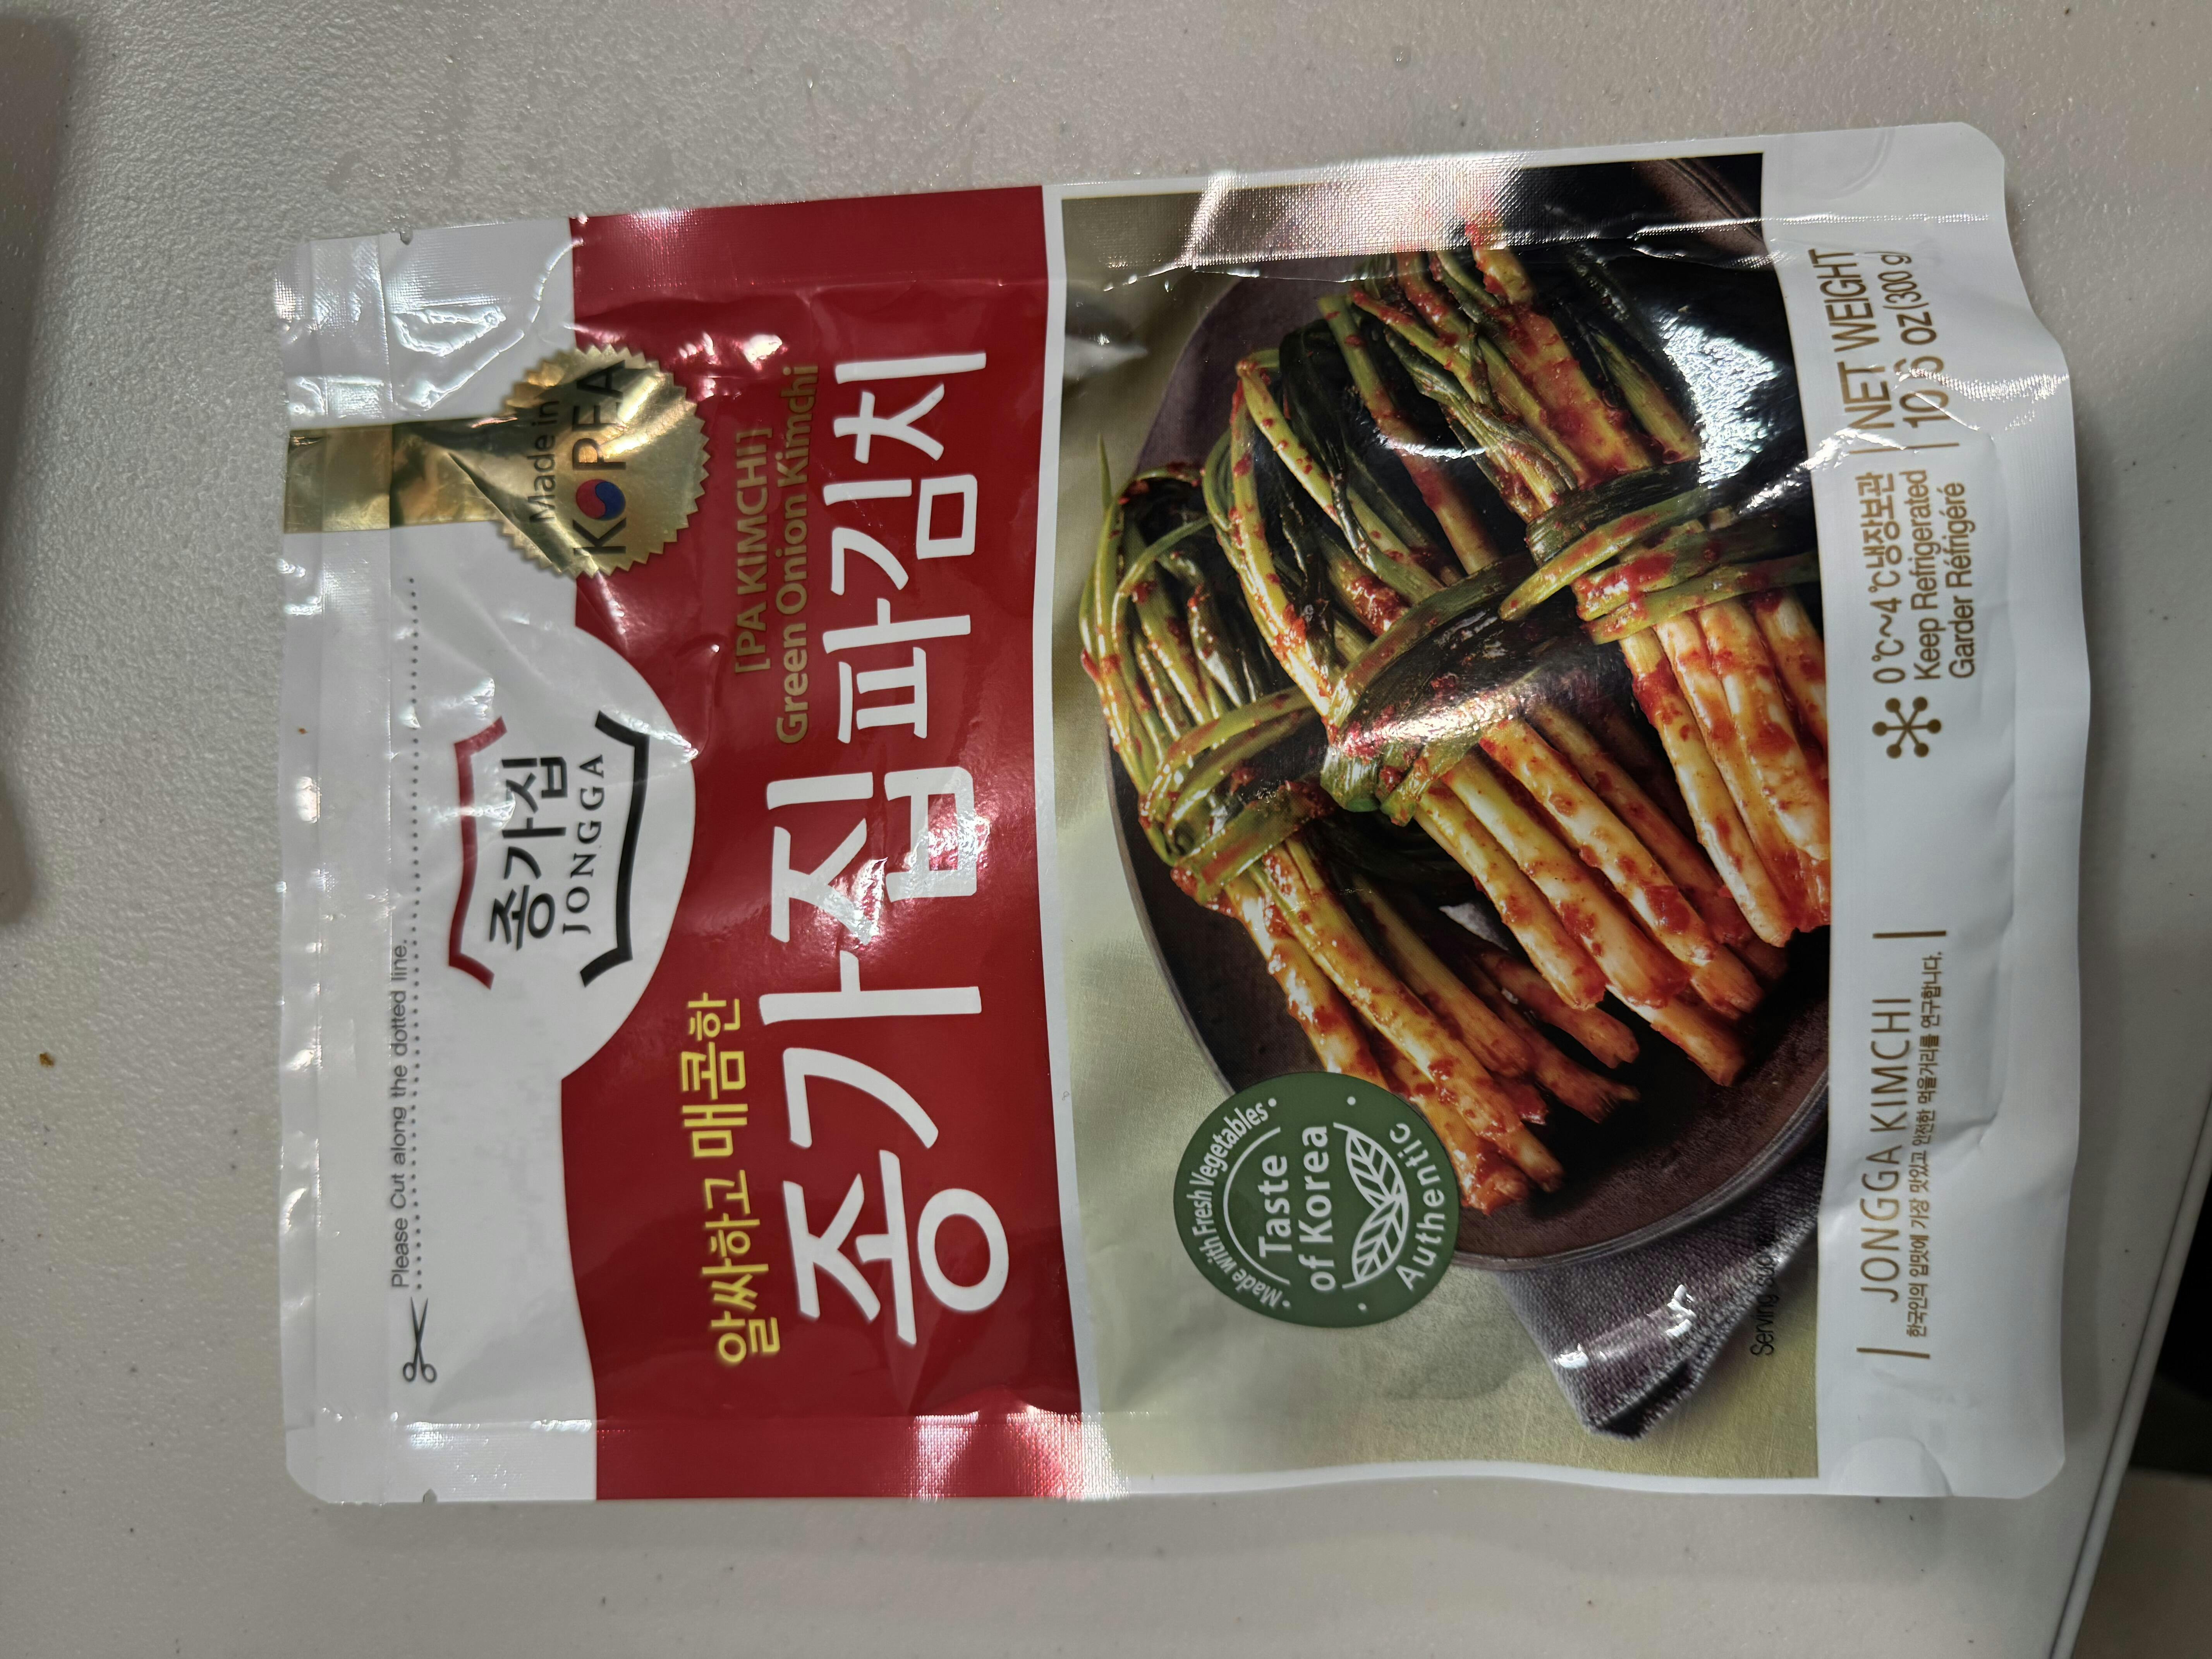 Please Cut along the dotted line.
종가집
JONGGA
Made in
KOREA
[PA KIMCHI]
Green Onion Kimchi
알싸하고 매콤한
종가집 파김치
• Made with Fresh Vegetables •
Taste
of Korea
Authentic
Serving
JONGGA KIMCHI
한국인의 입맛에 가장 맛있고 안전한 먹을거리를 연구합니다.
0℃~4℃ 냉장보관
Keep Refrigerated
Garder Réfrigéré
NET WEIGHT
oz(300 g)